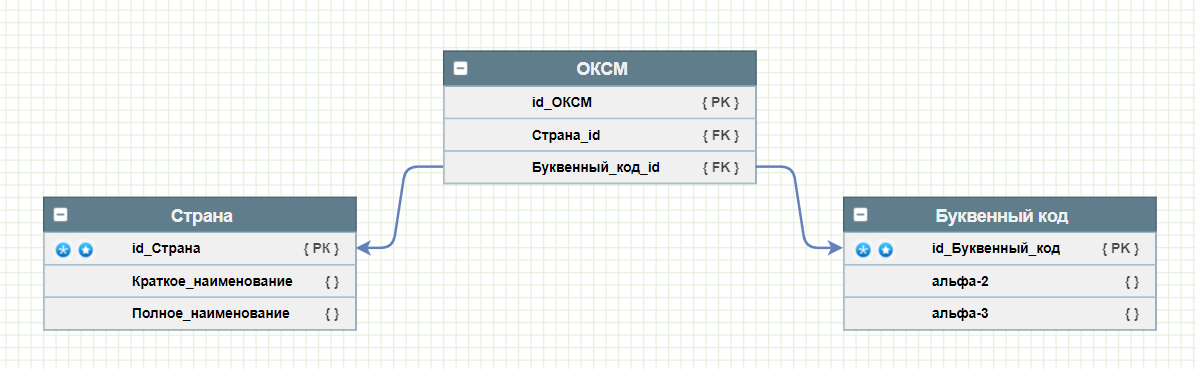 ОКСМ
id_ОКСМ { PK }
Страна_id { FK }
Буквенный_код_id { FK }
Страна
id_Страна { PK }
Краткое_наименование { }
Полное_наименование { }
Буквенный код
id_Буквенный_код { PK }
альфа-2 { }
альфа-3 { }